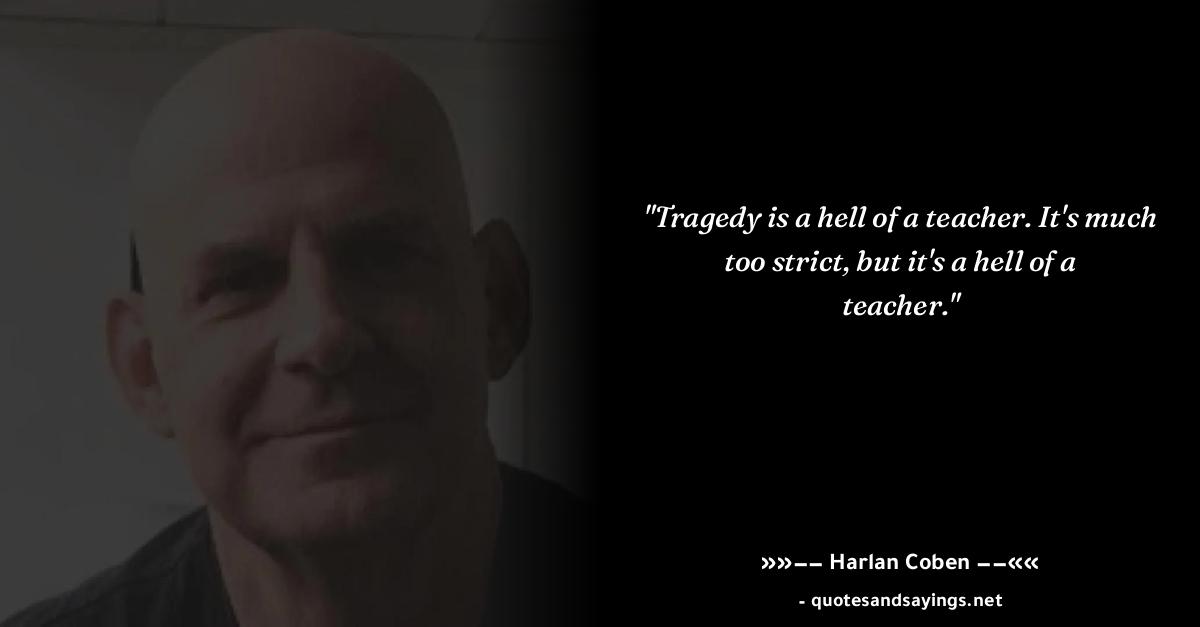 "Tragedy is a hell of a teacher. It's much
too strict, but it's a hell of a
teacher."
»»−− Harlan Coben −−««
- quotesandsayings.net